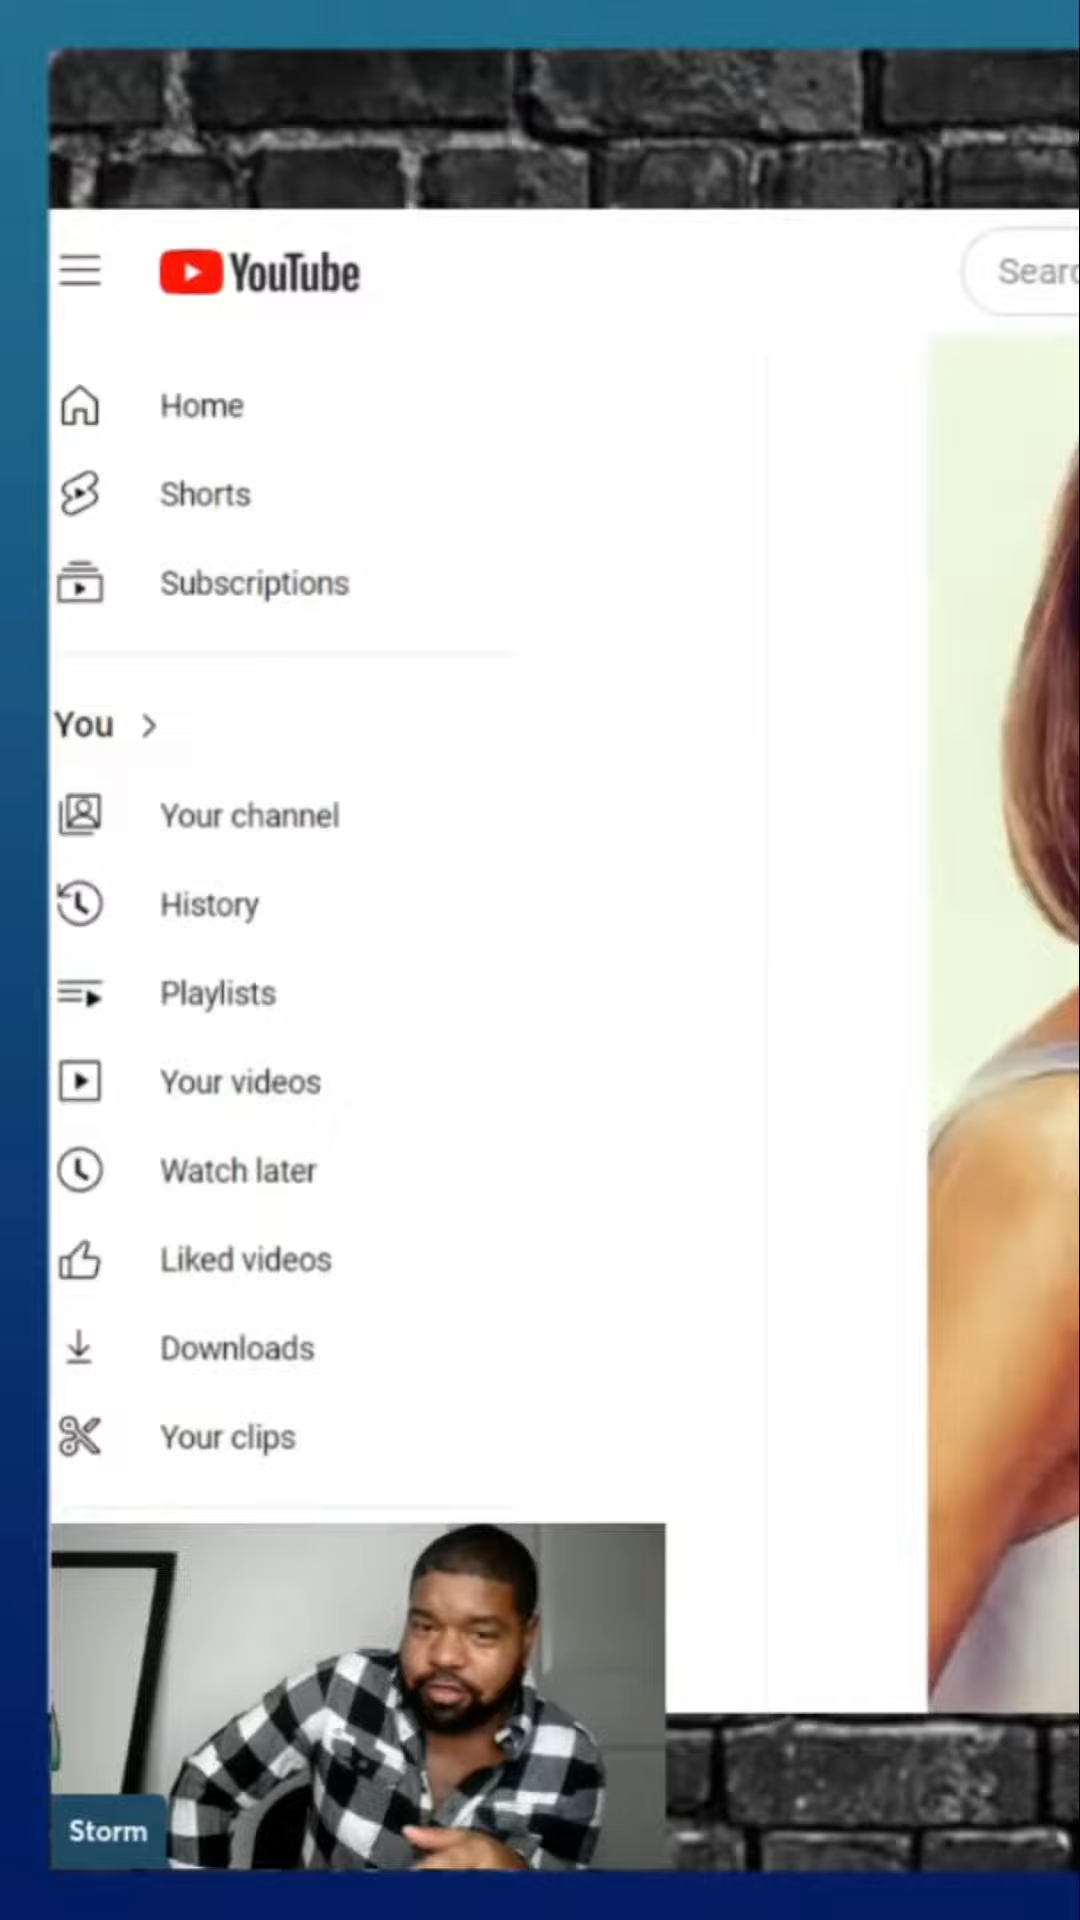 YouTube
Searc
Home
Shorts
Subscriptions
You
Your channel
History
Playlists
Your videos
Watch later
Liked videos
Downloads
Your clips
Storm